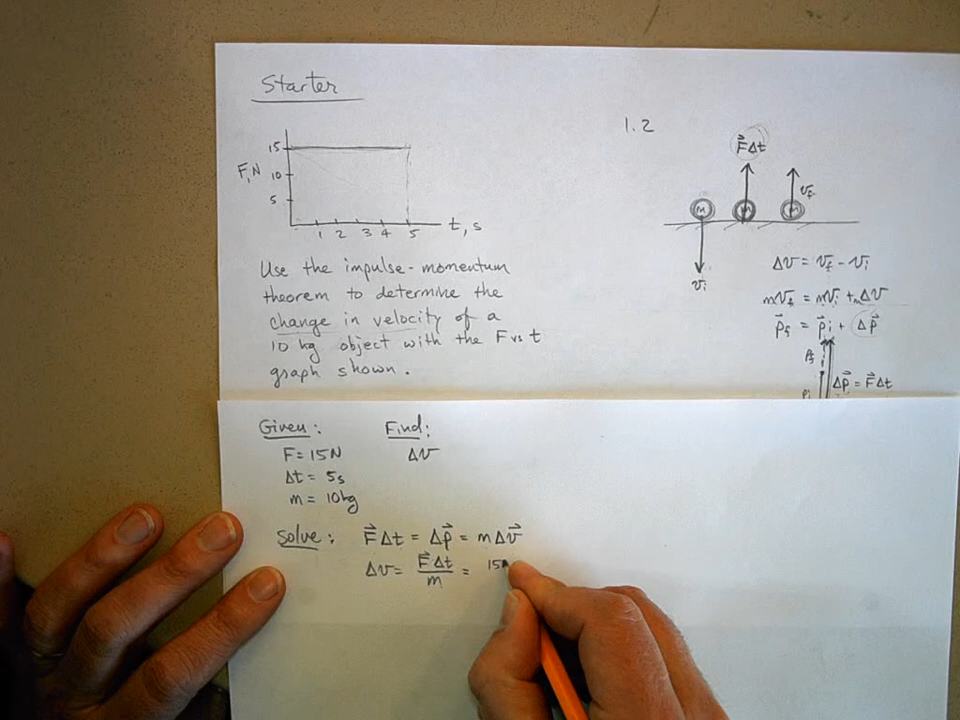 Starter
15
F, N
10
5
1 2 3 4 5
t, s
Use the impulse-momentum
theorem to determine the
change in velocity of a
10 kg object with the F vs t
graph shown.
1.2
F⃗Δt
m m m
v_f
v_i
Δv = v_f - v_i
mv_f = mv_i + mΔv
p⃗_f = p⃗_i + Δp⃗
p_f
p_i
Δp⃗ = F⃗Δt
Given: Find:
F = 15N Δv
Δt = 5s
m = 10kg
Solve: F⃗Δt = Δp⃗ = mΔv⃗
Δv = F⃗Δt/m = 15